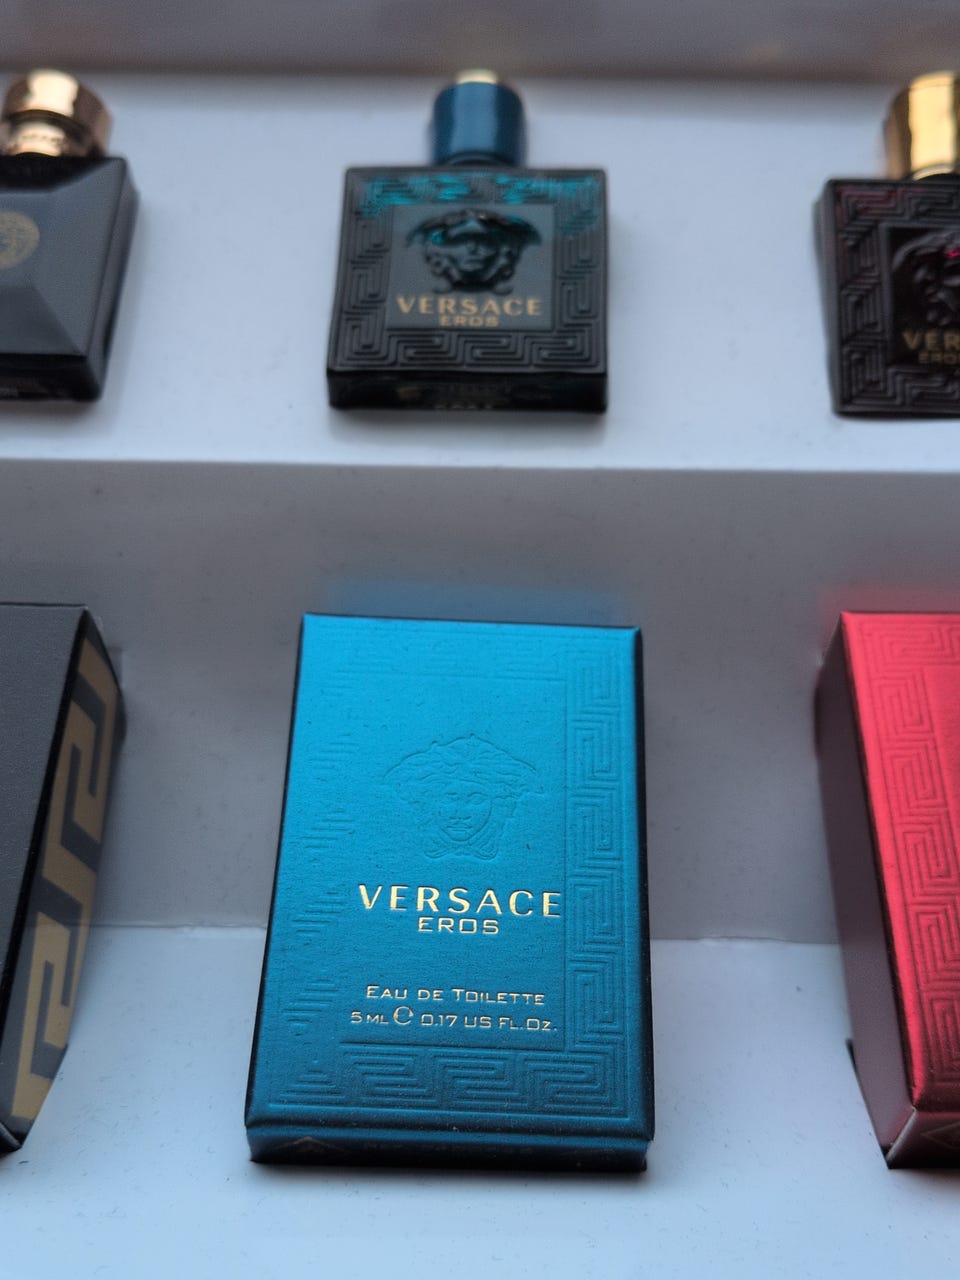 VERSACE
EROS
VERSACE
EROS
EAU DE TOILETTE
5 ML ℮ 0.17 US FL.OZ.